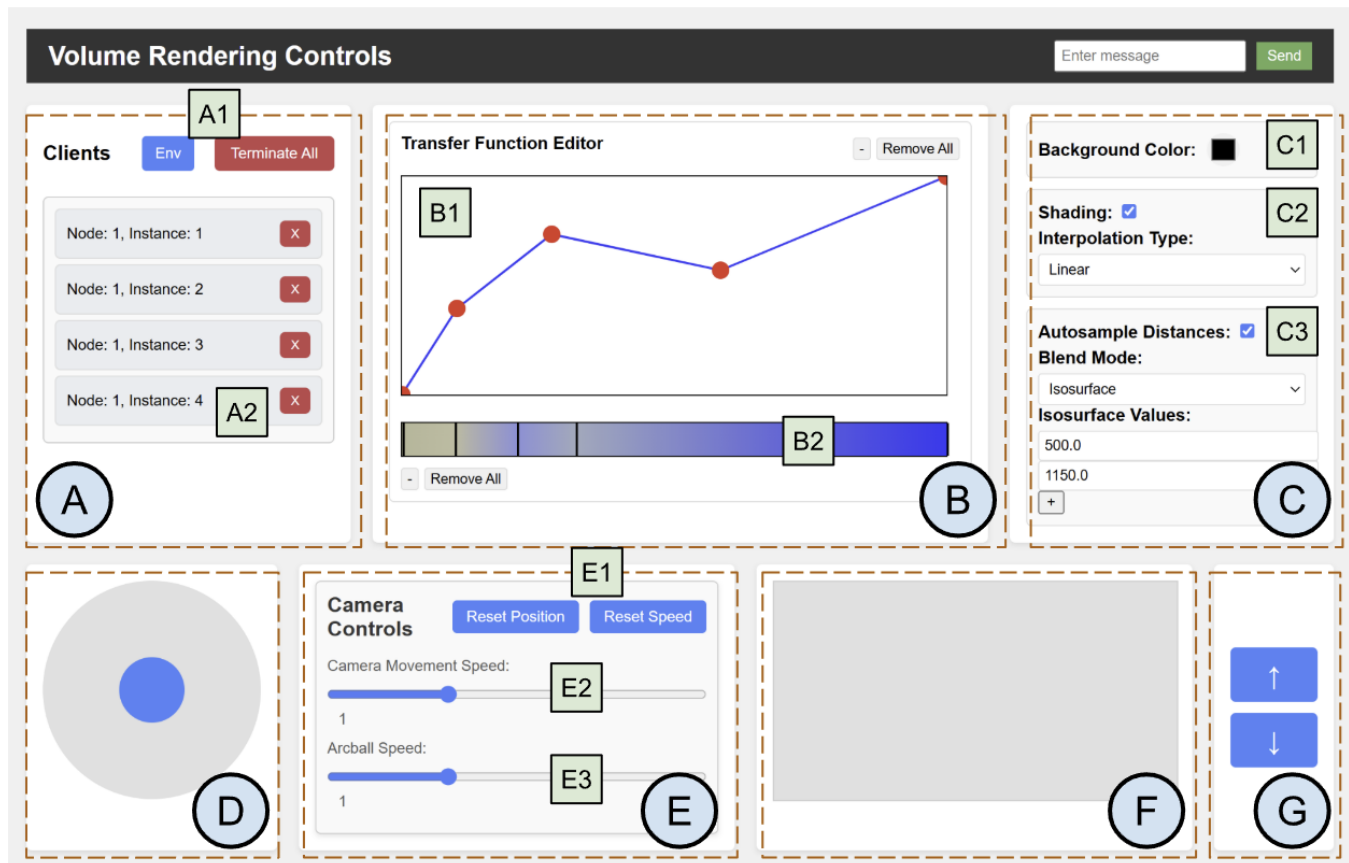 Volume Rendering Controls
Enter message
Send
A1
Clients
Env
Terminate All
Node: 1, Instance: 1
X
Node: 1, Instance: 2
X
Node: 1, Instance: 3
X
Node: 1, Instance: 4
X
A2
A
Transfer Function Editor
-
Remove All
B1
B2
-
Remove All
B
Background Color:
C1
Shading:
C2
Interpolation Type:
Linear
Autosample Distances:
C3
Blend Mode:
Isosurface
Isosurface Values:
500.0
1150.0
+
C
D
E1
Camera
Controls
Reset Position
Reset Speed
Camera Movement Speed:
E2
1
Arcball Speed:
E3
1
E
F
↑
↓
G